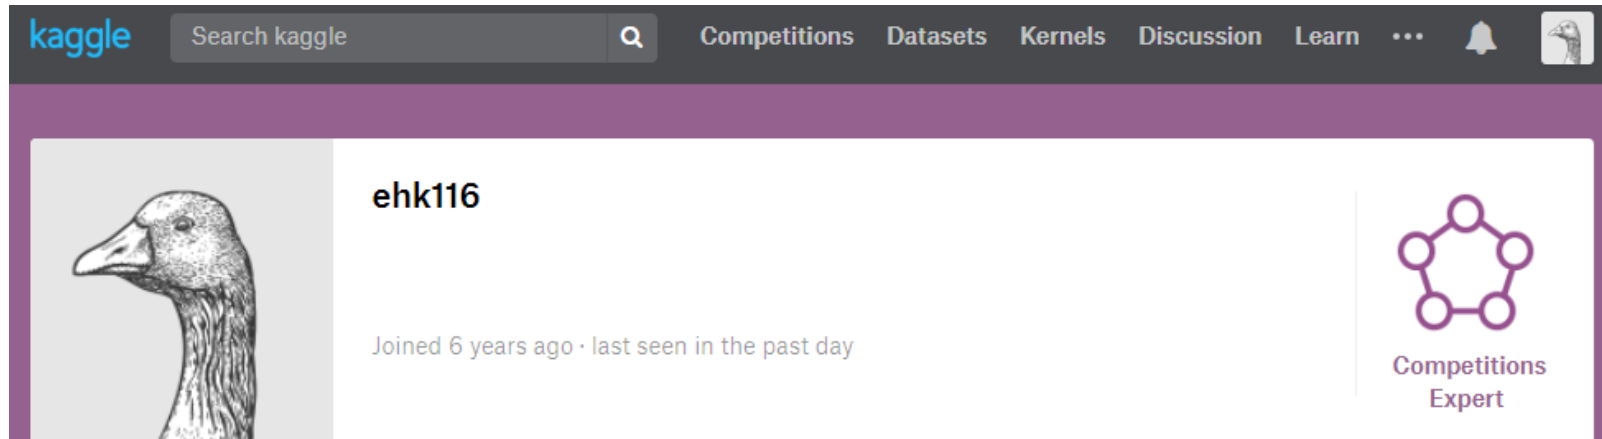 kaggle Search kaggle Competitions Datasets Kernels Discussion Learn •••
ehk116
Joined 6 years ago · last seen in the past day
Competitions
Expert